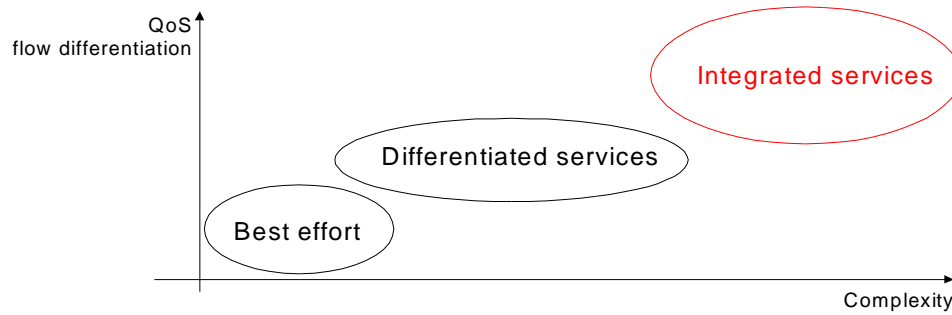 QoS
flow differentiation
Integrated services
Differentiated services
Best effort
Complexity